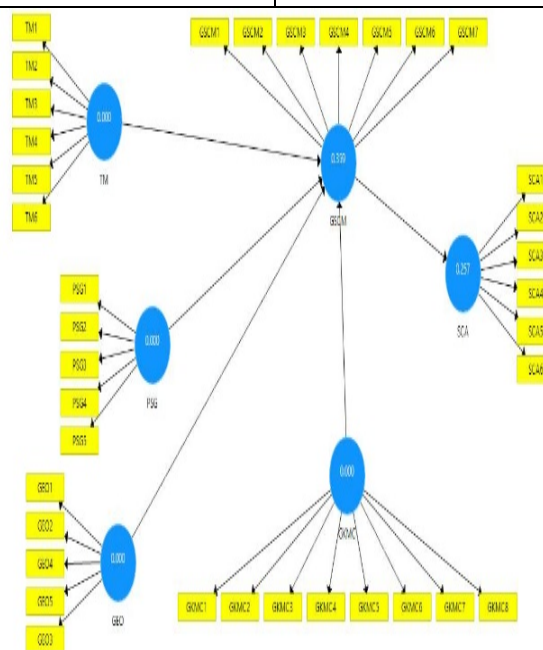 TM1
TM2
TM3
TM4
TM5
TM6
0.000
TM
GSCM1 GSCM2 GSCM3 GSCM4 GSCM5 GSCM6 GSCM7
GSCM
SCA1
SCA2
SCA3
SCA4
SCA5
SCA6
0.257
SCA
PSG1
PSG2
PSG3
PSG4
PSG5
0.000
PSG
GEO1
GEO2
GEO4
GEO5
GEO3
0.000
GEO
0.000
GKMC
GKMC1 GKMC2 GKMC3 GKMC4 GKMC5 GKMC6 GKMC7 GKMC8